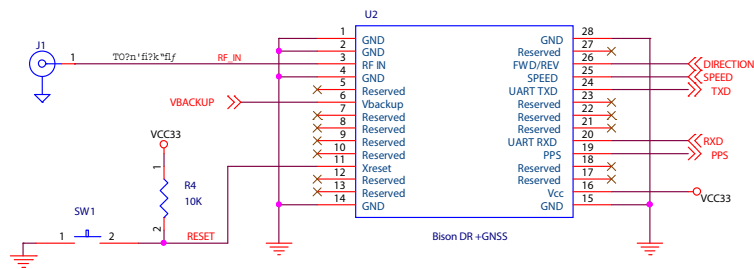 U2
J1
1
RF_IN
VBACKUP
VCC33
1
R4
10K
2
SW1
1
2
RESET
1 GND
2 GND
3 RF IN
4 GND
5 Reserved
6 Vbackup
7 Reserved
8 Reserved
9 Reserved
10 Reserved
11 Xreset
12 Reserved
13 Reserved
14 GND
GND 28
Reserved 27
FWD/REV 26 DIRECTION
SPEED 25 SPEED
UART TXD 24 TXD
Reserved 23
Reserved 22
Reserved 21
UART RXD 20 RXD
PPS 19 PPS
Reserved 18
Reserved 17
Vcc 16
GND 15
VCC33
Bison DR +GNSS